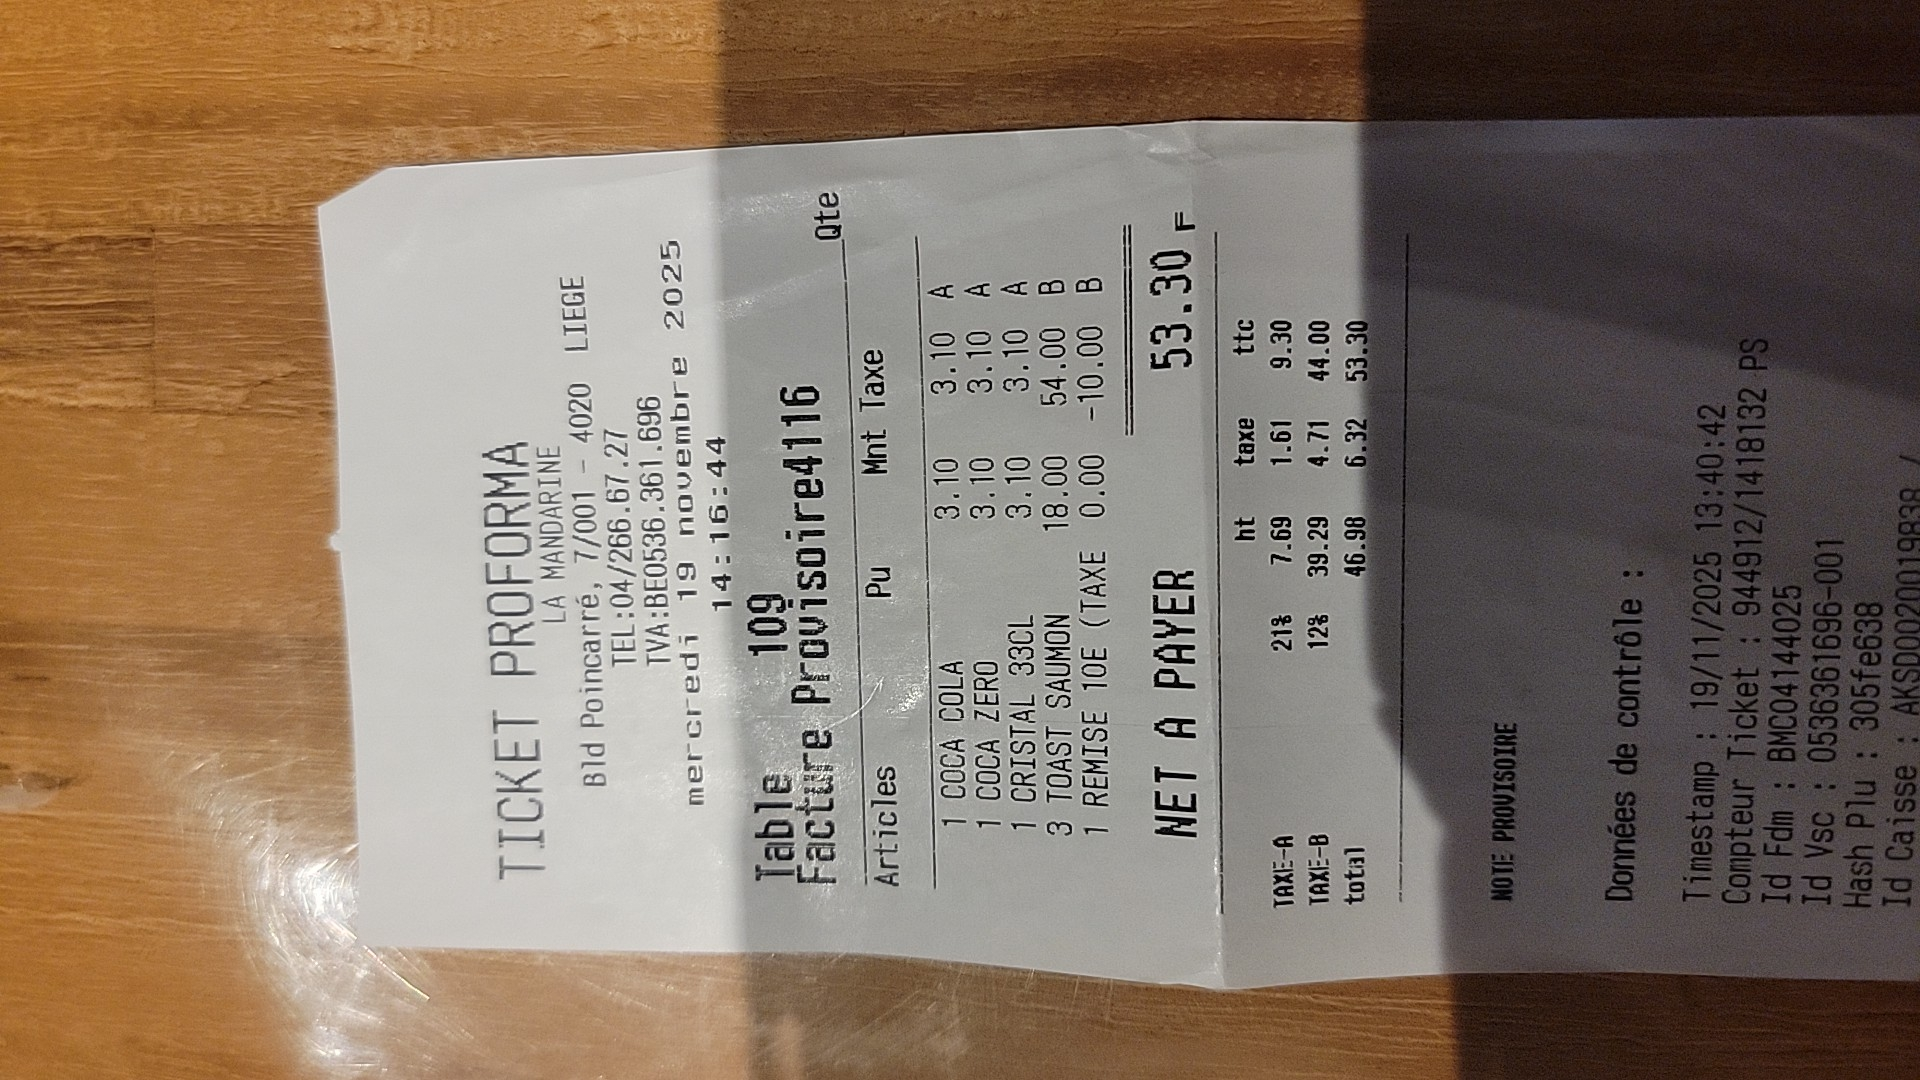 TICKET PROFORMA
LA MANDARINE
Bld Poincarré, 7/001 - 4020 LIEGE
TEL:04/266.67.27
TVA:BE0536.361.696
mercredi 19 novembre 2025
14:16:44
Table 109
Facture Provisoire4116
Qte
Articles Pu Mnt Taxe
1 COCA COLA 3.10 3.10 A
1 COCA ZERO 3.10 3.10 A
1 CRISTAL 33CL 3.10 3.10 A
3 TOAST SAUMON 18.00 54.00 B
1 REMISE 10E (TAXE 0.00 -10.00 B
NET A PAYER 53.30 F
ht taxe ttc
TAXE-A 21% 7.69 1.61 9.30
TAXE-B 12% 39.29 4.71 44.00
total 46.98 6.32 53.30
NOTE PROVISOIRE
Données de contrôle :
Timestamp : 19/11/2025 13:40:42
Compteur Ticket : 944912/1418132 PS
Id Fdm : BMC04144025
Id Vsc : 0536361696-001
Hash Plu : 305fe638
Id Caisse : AKSD0020019838 /